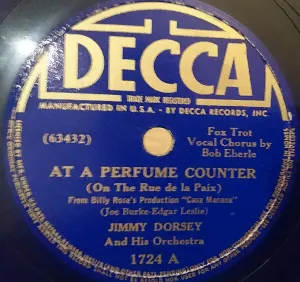 DECCA
TRADE MARK REGISTERED
MANUFACTURED IN U.S.A. - BY DECCA RECORDS, INC.
(63432)
Fox Trot
Vocal Chorus by
Bob Eberle
AT A PERFUME COUNTER
(On The Rue de la Paix)
From Billy Rose's Production "Casa Manana"
(Joe Burke-Edgar Leslie)
JIMMY DORSEY
And His Orchestra
1724 A